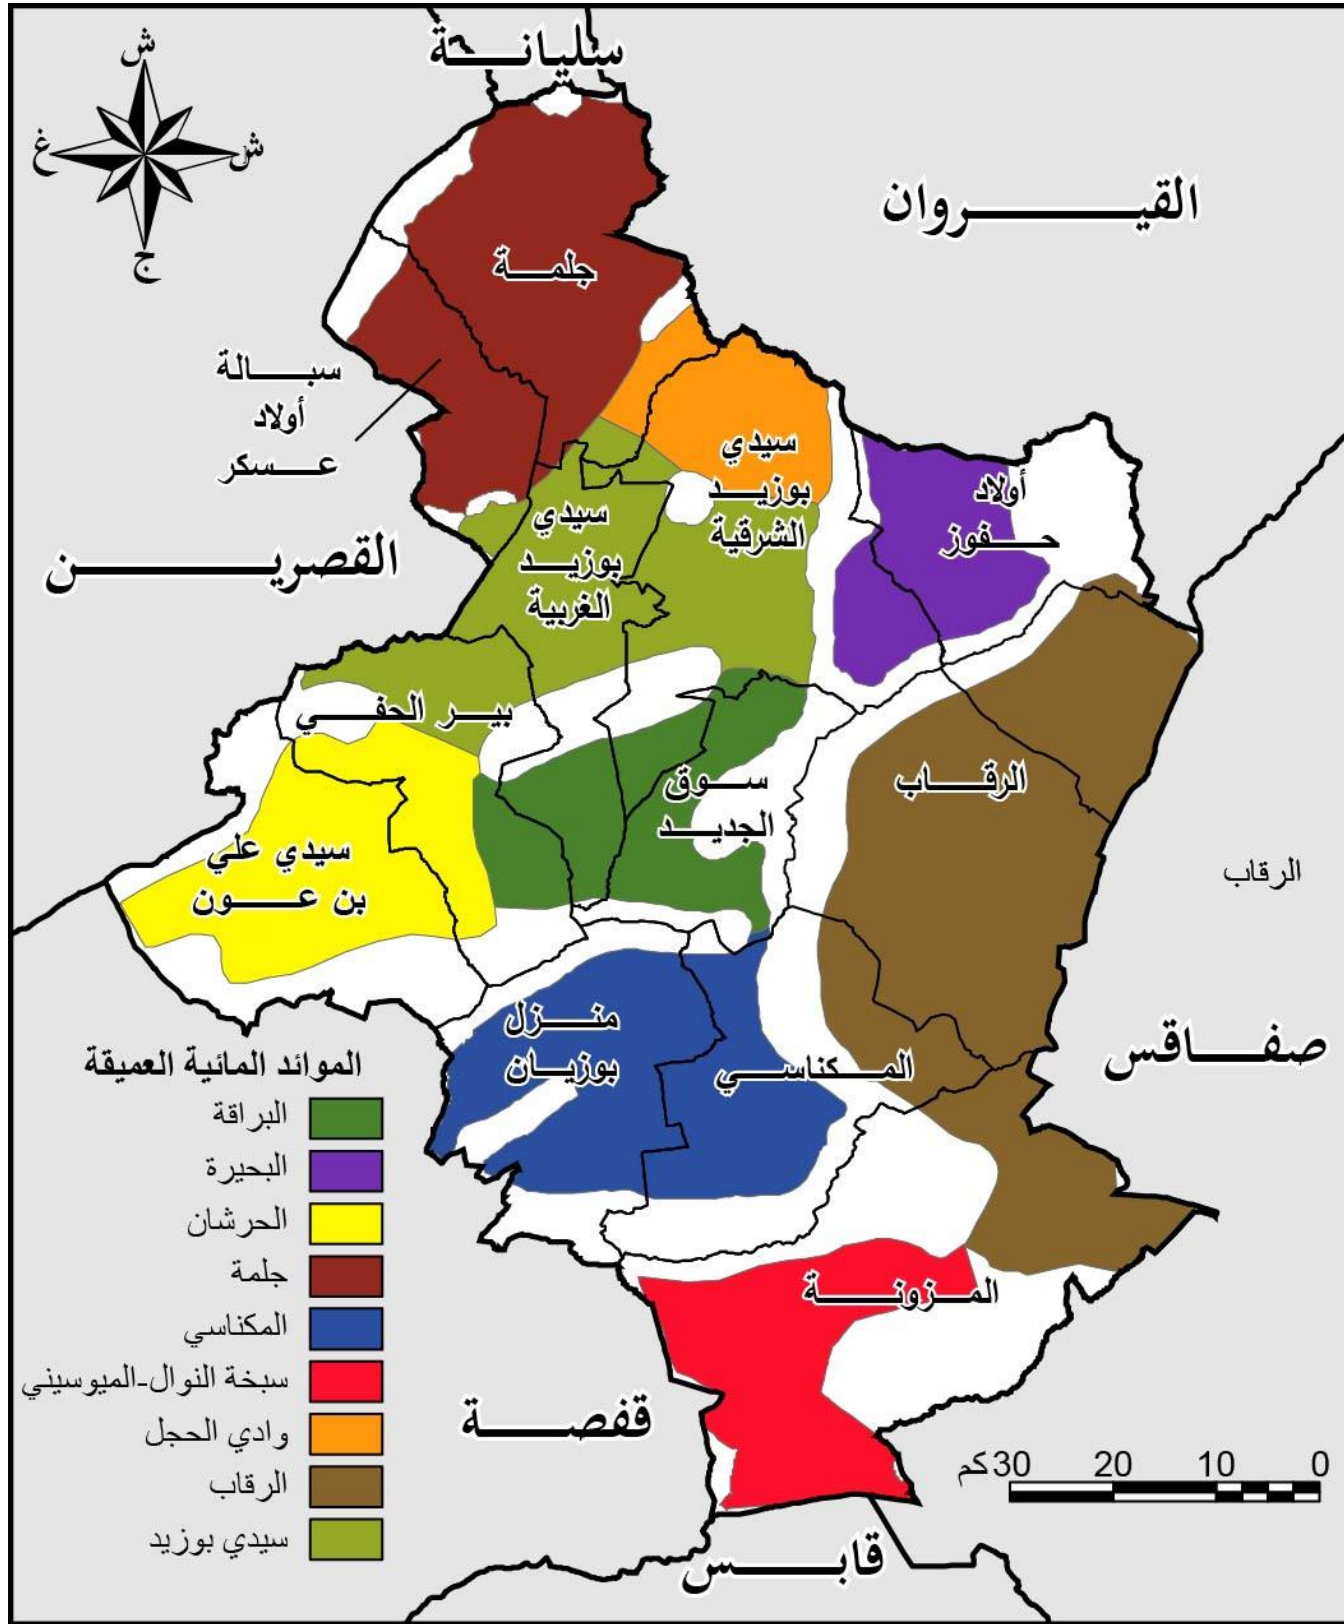 سليانة
ش
غ
ش
ج
القيروان
جلمة
سبالة
أولاد
عسكر
سيدي
بوزيد
الشرقية
أولاد
حفوز
سيدي
بوزيد
الغربية
القصرين
بير الحفي
سوق
الجديد
الرقاب
سيدي علي
بن عون
الرقاب
منزل
بوزيان
المكناسي
صفاقس
الموائد المائية العميقة
البراقة
البحيرة
الحرشان
جلمة
المكناسي
سبخة النوال-الميوسيني
وادي الحجل
الرقاب
سيدي بوزيد
المزونة
قفصة
كم 30 20 10 0
قابس